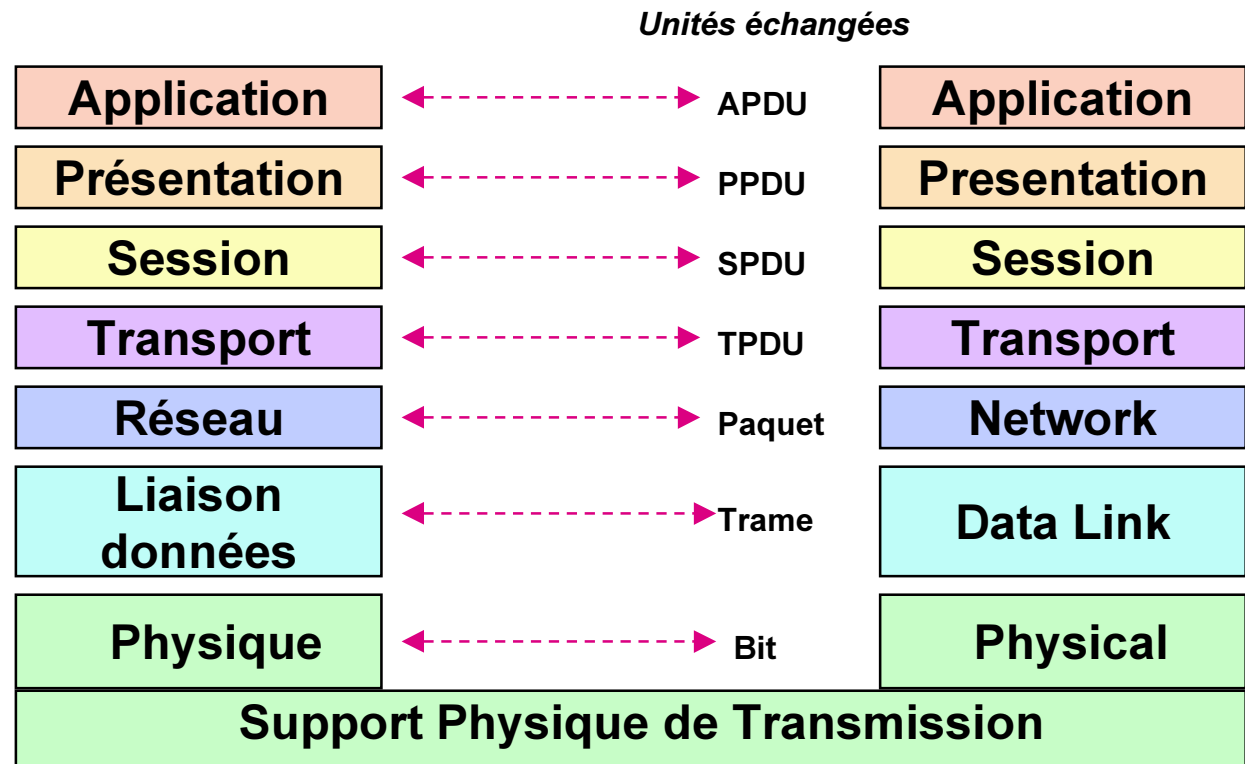 Unités échangées
Application APDU Application
Présentation PPDU Presentation
Session SPDU Session
Transport TPDU Transport
Réseau Paquet Network
Liaison
données Trame Data Link
Physique Bit Physical
Support Physique de Transmission